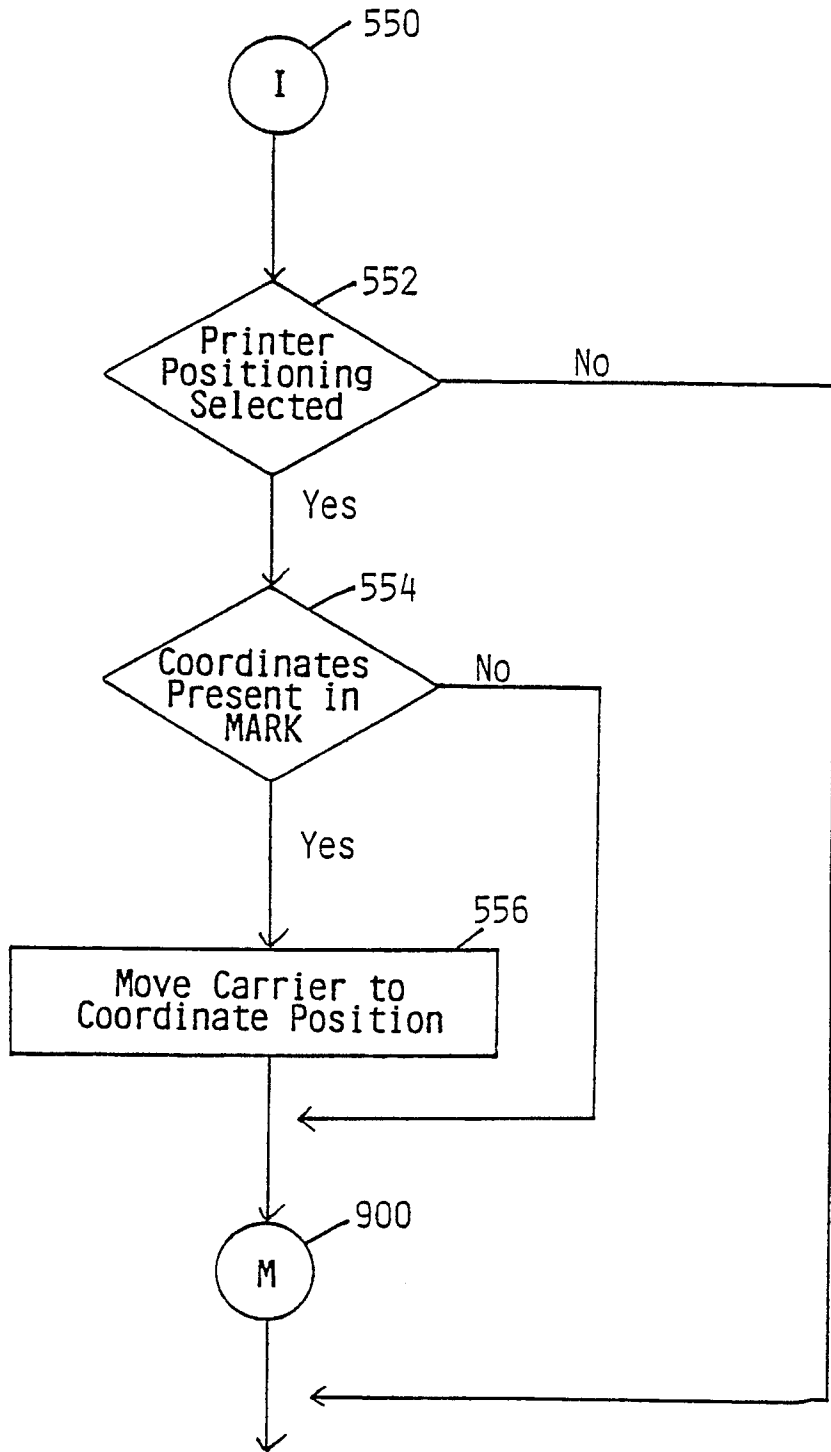 550
I
552
Printer
Positioning
Selected
No
Yes
554
Coordinates
Present in
MARK
No
Yes
556
Move Carrier to
Coordinate Position
900
M